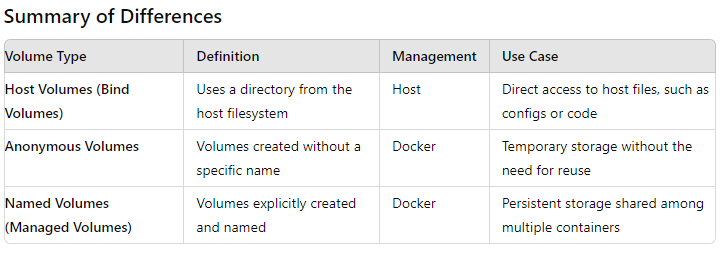 Summary of Differences
Volume Type Definition Management Use Case
Host Volumes (Bind Uses a directory from the Host Direct access to host files, such as
Volumes) host filesystem configs or code
Anonymous Volumes Volumes created without a Docker Temporary storage without the
specific name need for reuse
Named Volumes Volumes explicitly created Docker Persistent storage shared among
(Managed Volumes) and named multiple containers